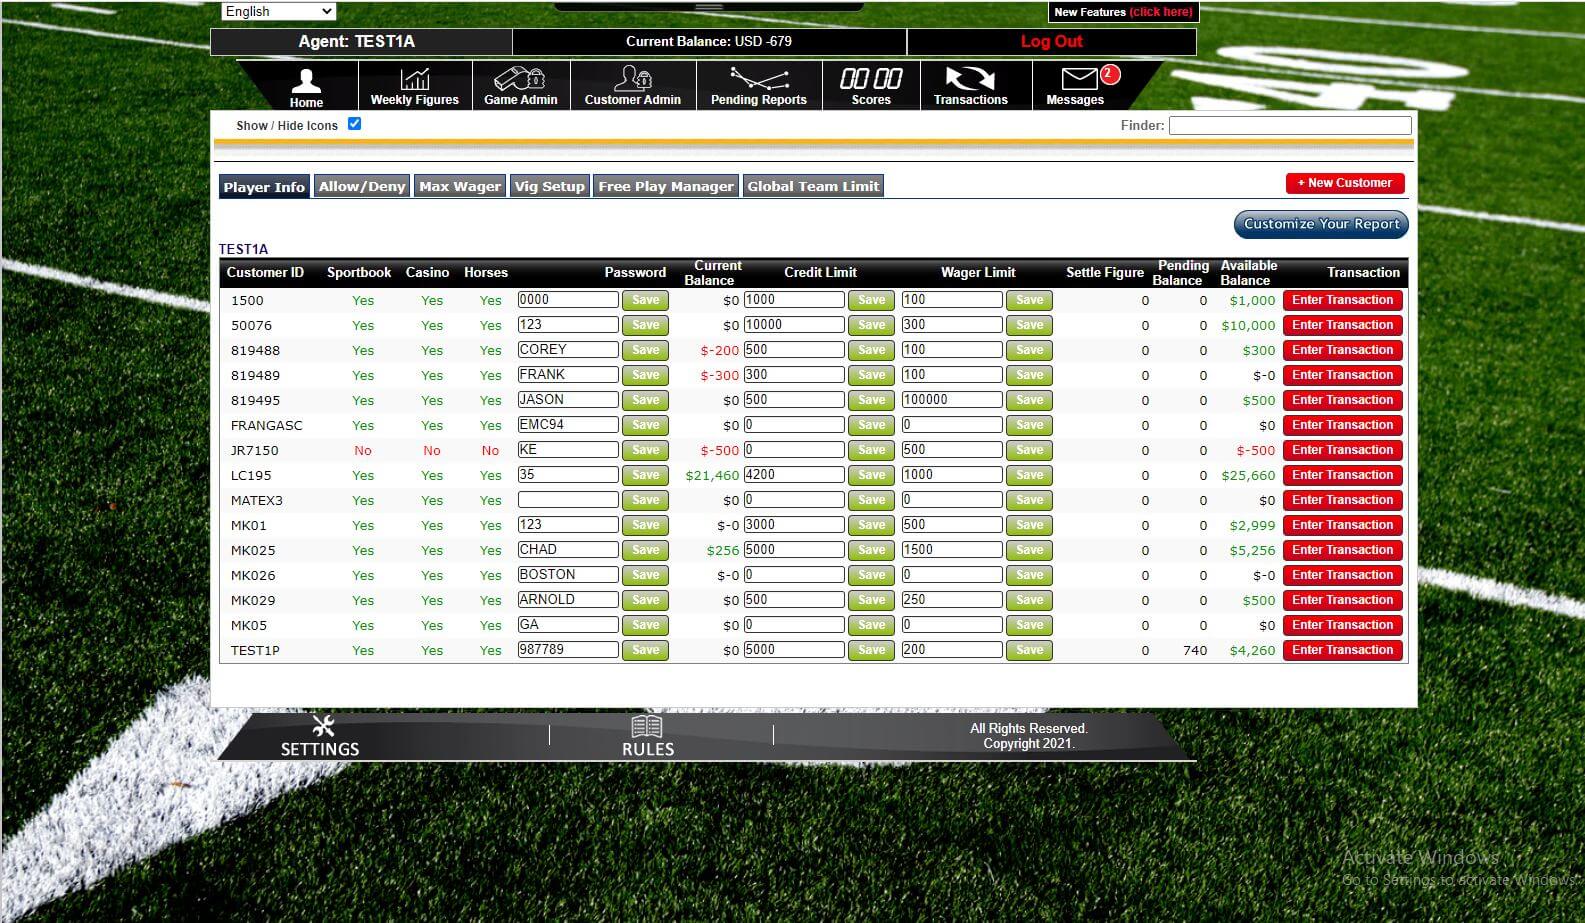 English
New Features (click here)
Agent: TEST1A Current Balance: USD -679 Log Out
Home Weekly Figures Game Admin Customer Admin Pending Reports 00 00 Scores Transactions Messages 2
Show / Hide Icons Finder:
Player Info Allow/Deny Max Wager Vig Setup Free Play Manager Global Team Limit + New Customer
Customize Your Report
TEST1A
Customer ID Sportbook Casino Horses Password Current Balance Credit Limit Wager Limit Settle Figure Pending Balance Available Balance Transaction
1500 Yes Yes Yes 0000 Save $0 1000 Save 100 Save 0 0 $1,000 Enter Transaction
50076 Yes Yes Yes 123 Save $0 10000 Save 300 Save 0 0 $10,000 Enter Transaction
819488 Yes Yes Yes COREY Save $-200 500 Save 100 Save 0 0 $300 Enter Transaction
819489 Yes Yes Yes FRANK Save $-300 300 Save 100 Save 0 0 $-0 Enter Transaction
819495 Yes Yes Yes JASON Save $0 500 Save 100000 Save 0 0 $500 Enter Transaction
FRANGASC Yes Yes Yes EMC94 Save $0 0 Save 0 Save 0 0 $0 Enter Transaction
JR7150 No No No KE Save $-500 0 Save 500 Save 0 0 $-500 Enter Transaction
LC195 Yes Yes Yes 35 Save $21,460 4200 Save 1000 Save 0 0 $25,660 Enter Transaction
MATEX3 Yes Yes Yes Save $0 0 Save 0 Save 0 0 $0 Enter Transaction
MK01 Yes Yes Yes 123 Save $-0 3000 Save 500 Save 0 0 $2,999 Enter Transaction
MK025 Yes Yes Yes CHAD Save $256 5000 Save 1500 Save 0 0 $5,256 Enter Transaction
MK026 Yes Yes Yes BOSTON Save $-0 0 Save 0 Save 0 0 $-0 Enter Transaction
MK029 Yes Yes Yes ARNOLD Save $0 500 Save 250 Save 0 0 $500 Enter Transaction
MK05 Yes Yes Yes GA Save $0 0 Save 0 Save 0 0 $0 Enter Transaction
TEST1P Yes Yes Yes 987789 Save $0 5000 Save 200 Save 0 740 $4,260 Enter Transaction
SETTINGS RULES All Rights Reserved.
Copyright 2021.
Activate Windows
Go to Settings to activate Windows.